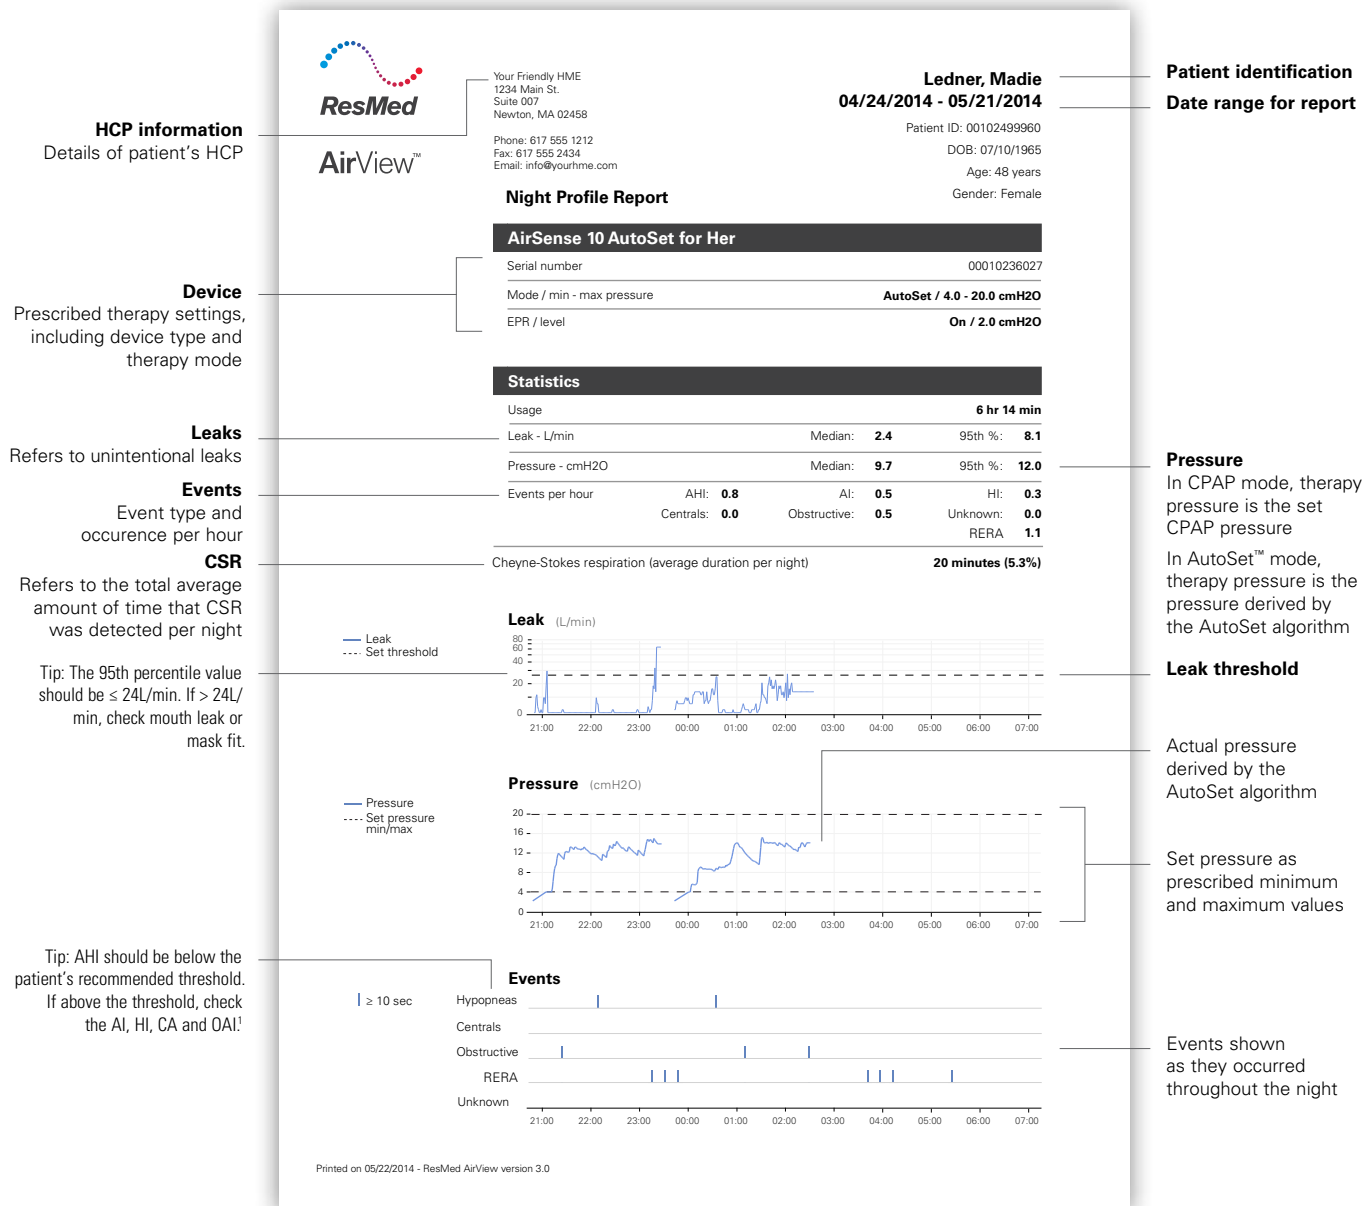 ResMed
AirView™
Your Friendly HME
1234 Main St.
Suite 007
Newton, MA 02458
Phone: 617 555 1212
Fax: 617 555 2434
Email: info@yourhme.com
Ledner, Madie
04/24/2014 - 05/21/2014
Patient ID: 00102499960
DOB: 07/10/1965
Age: 48 years
Gender: Female
Patient identification
Date range for report
HCP information
Details of patient's HCP
Night Profile Report
AirSense 10 AutoSet for Her
Serial number 00010236027
Mode / min - max pressure AutoSet / 4.0 - 20.0 cmH2O
EPR / level On / 2.0 cmH2O
Device
Prescribed therapy settings,
including device type and
therapy mode
Statistics
Usage 6 hr 14 min
Leak - L/min Median: 2.4 95th %: 8.1
Pressure - cmH2O Median: 9.7 95th %: 12.0
Events per hour AHI: 0.8 AI: 0.5 HI: 0.3
Centrals: 0.0 Obstructive: 0.5 Unknown: 0.0
RERA 1.1
Cheyne-Stokes respiration (average duration per night) 20 minutes (5.3%)
Leaks
Refers to unintentional leaks
Events
Event type and
occurence per hour
CSR
Refers to the total average
amount of time that CSR
was detected per night
Pressure
In CPAP mode, therapy
pressure is the set
CPAP pressure
In AutoSet™ mode,
therapy pressure is the
pressure derived by
the AutoSet algorithm
Leak threshold
Tip: The 95th percentile value
should be ≤ 24L/min. If > 24L/
min, check mouth leak or
mask fit.
Leak (L/min)
Leak
Set threshold
80
60
40
20
0
21:00 22:00 23:00 00:00 01:00 02:00 03:00 04:00 05:00 06:00 07:00
Actual pressure
derived by the
AutoSet algorithm
Pressure (cmH2O)
Pressure
Set pressure
min/max
20
16
12
8
4
0
21:00 22:00 23:00 00:00 01:00 02:00 03:00 04:00 05:00 06:00 07:00
Set pressure as
prescribed minimum
and maximum values
Tip: AHI should be below the
patient's recommended threshold.
If above the threshold, check
the AI, HI, CA and OAI.¹
Events
≥ 10 sec
Hypopneas
Centrals
Obstructive
RERA
Unknown
21:00 22:00 23:00 00:00 01:00 02:00 03:00 04:00 05:00 06:00 07:00
Events shown
as they occurred
throughout the night
Printed on 05/22/2014 - ResMed AirView version 3.0